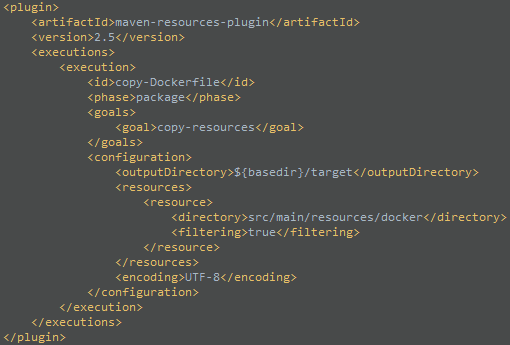 <plugin>
    <artifactId>maven-resources-plugin</artifactId>
    <version>2.5</version>
    <executions>
        <execution>
            <id>copy-Dockerfile</id>
            <phase>package</phase>
            <goals>
                <goal>copy-resources</goal>
            </goals>
            <configuration>
                <outputDirectory>${basedir}/target</outputDirectory>
                <resources>
                    <resource>
                        <directory>src/main/resources/docker</directory>
                        <filtering>true</filtering>
                    </resource>
                </resources>
                <encoding>UTF-8</encoding>
            </configuration>
        </execution>
    </executions>
</plugin>